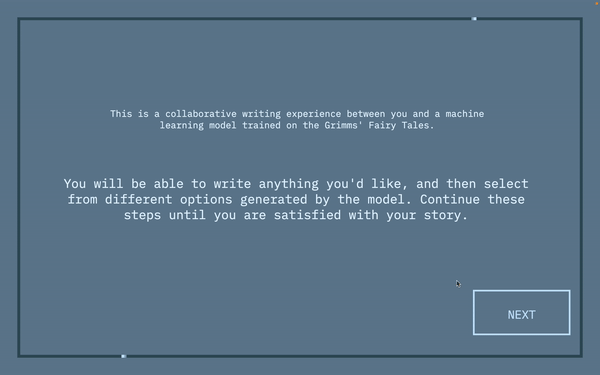 This is a collaborative writing experience between you and a machine
learning model trained on the Grimms' Fairy Tales.
You will be able to write anything you'd like, and then select
from different options generated by the model. Continue these
steps until you are satisfied with your story.
NEXT